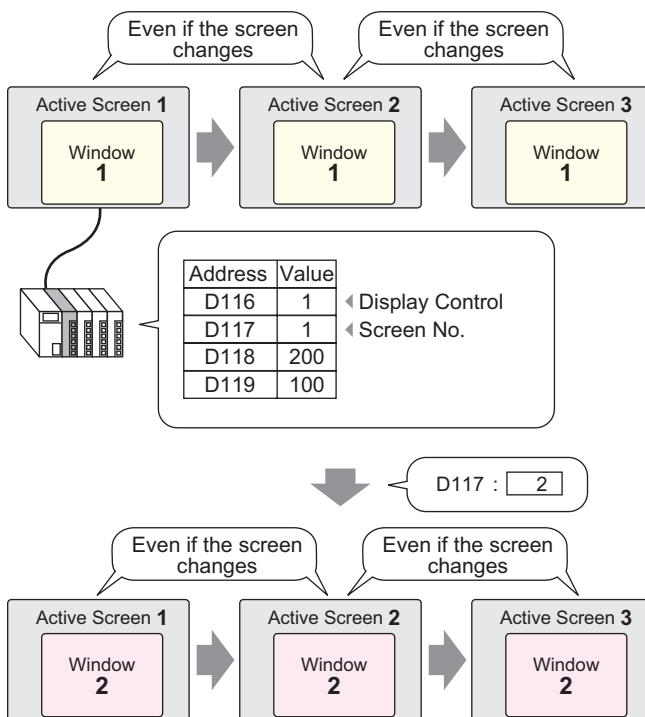 Even if the screen
changes
Even if the screen
changes
Active Screen 1
Window
1
Active Screen 2
Window
1
Active Screen 3
Window
1
Address Value
D116 1 Display Control
D117 1 Screen No.
D118 200
D119 100
D117 : 2
Even if the screen
changes
Even if the screen
changes
Active Screen 1
Window
2
Active Screen 2
Window
2
Active Screen 3
Window
2